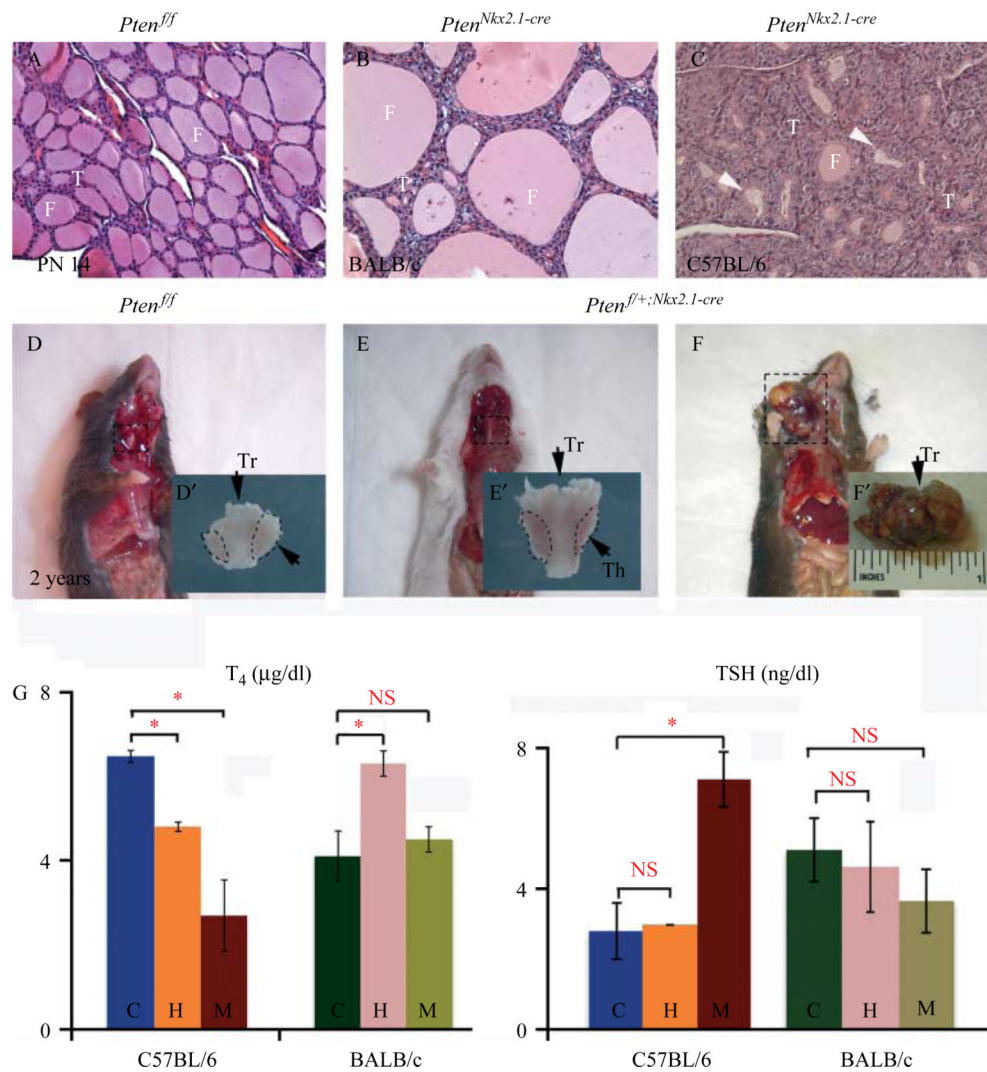 Pten^f/f Pten^Nkx2.1-cre Pten^Nkx2.1-cre
A B C
F
T T
F F
T
F F T
PN 14 BALB/c C57BL/6
Pten^f/f Pten^f/+;Nkx2.1-cre
D E F
Tr Tr Tr
D′ E′ F′
Th
2 years
INCHES 1
G T₄ (µg/dl) TSH (ng/dl)
8
* NS
* *
4
0
C H M C H M
C57BL/6 BALB/c
8
* NS
NS
NS
4
0
C H M C H M
C57BL/6 BALB/c